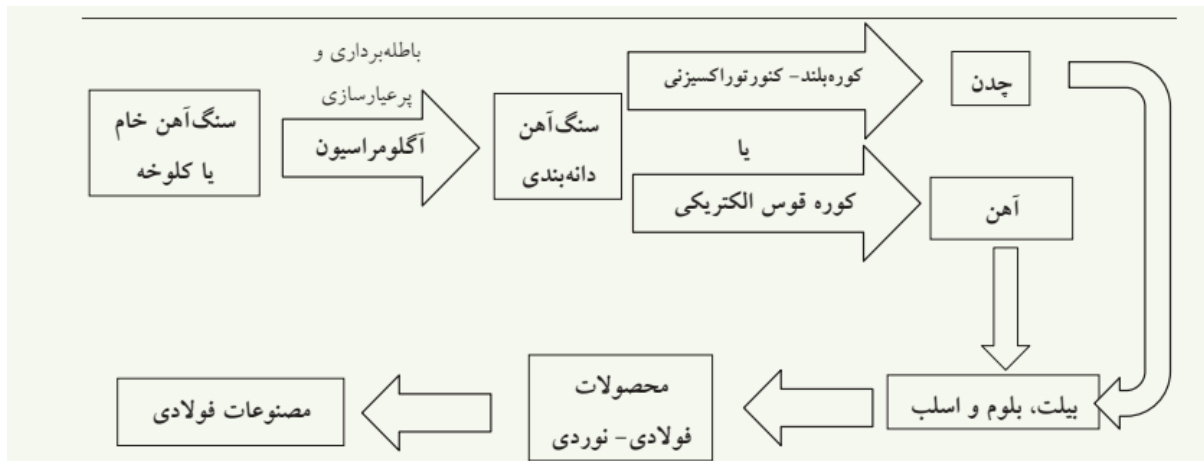 باطله‌برداری و
پرعیارسازی
سنگ‌آهن خام
یا کلوخه
آگلومراسیون
سنگ‌آهن
دانه‌بندی
کوره‌بلند- کنورتوراکسیزنی
یا
کوره قوس الکتریکی
چدن
آهن
بیلت، بلوم و اسلب
محصولات
فولادی- نوردی
مصنوعات فولادی